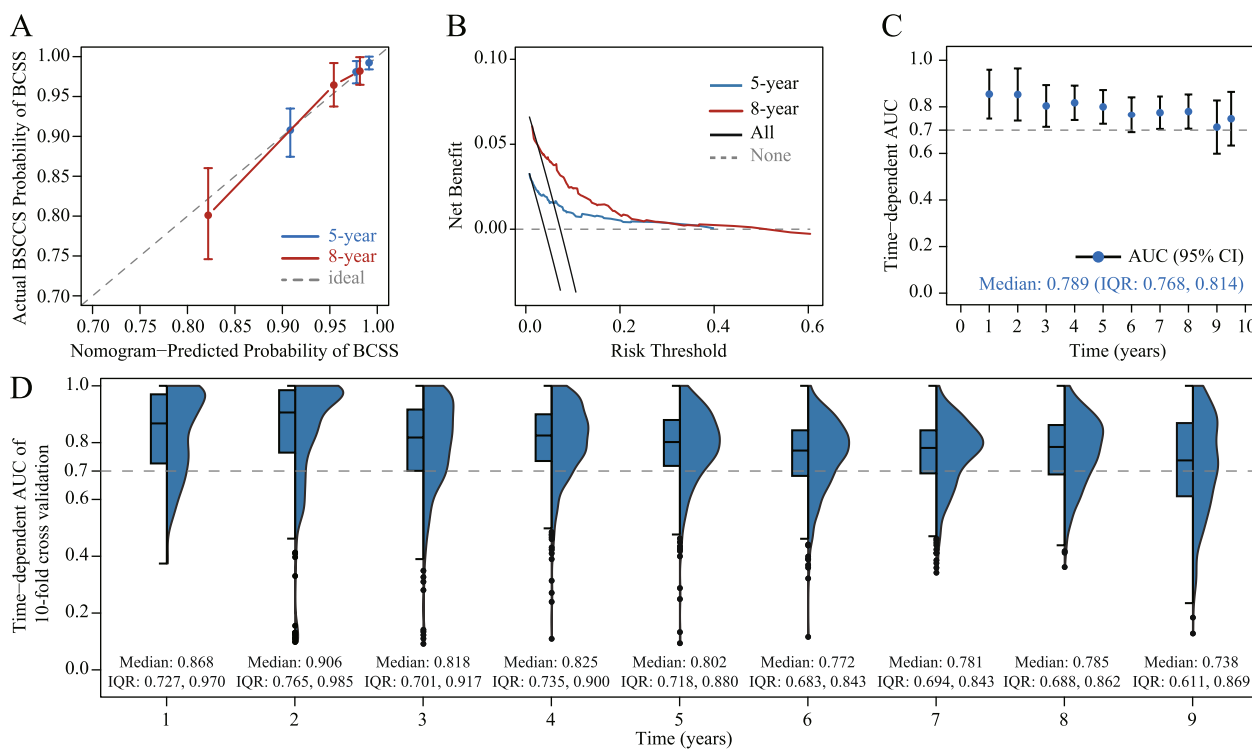 A
Actual BSCCS Probability of BCSS
1.00
0.95
0.90
0.85
0.80
0.75
0.70
5-year
8-year
ideal
0.70 0.75 0.80 0.85 0.90 0.95 1.00
Nomogram−Predicted Probability of BCSS
B
Net Benefit
0.10
0.05
0.00
5-year
8-year
All
None
0.0 0.2 0.4 0.6
Risk Threshold
C
Time−dependent AUC
1.0
0.8
0.7
0.6
0.4
0.2
0.0
AUC (95% CI)
Median: 0.789 (IQR: 0.768, 0.814)
0 1 2 3 4 5 6 7 8 9 10
Time (years)
D
Time−dependent AUC of
10-fold cross validation
1.0
0.8
0.7
0.6
0.4
0.2
0.0
Median: 0.868 Median: 0.906 Median: 0.818 Median: 0.825 Median: 0.802 Median: 0.772 Median: 0.781 Median: 0.785 Median: 0.738
IQR: 0.727, 0.970 IQR: 0.765, 0.985 IQR: 0.701, 0.917 IQR: 0.735, 0.900 IQR: 0.718, 0.880 IQR: 0.683, 0.843 IQR: 0.694, 0.843 IQR: 0.688, 0.862 IQR: 0.611, 0.869
1 2 3 4 5 6 7 8 9
Time (years)